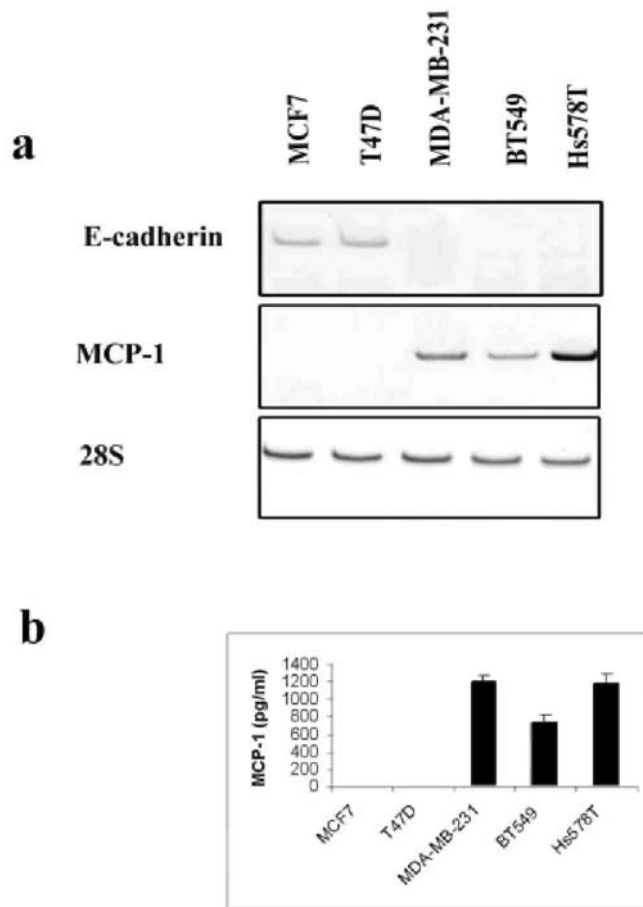 a
MCF7
T47D
MDA-MB-231
BT549
Hs578T
E-cadherin
MCP-1
28S
b
MCP-1 (pg/ml)
1400
1200
1000
800
600
400
200
0
MCF7
T47D
MDA-MB-231
BT549
Hs578T